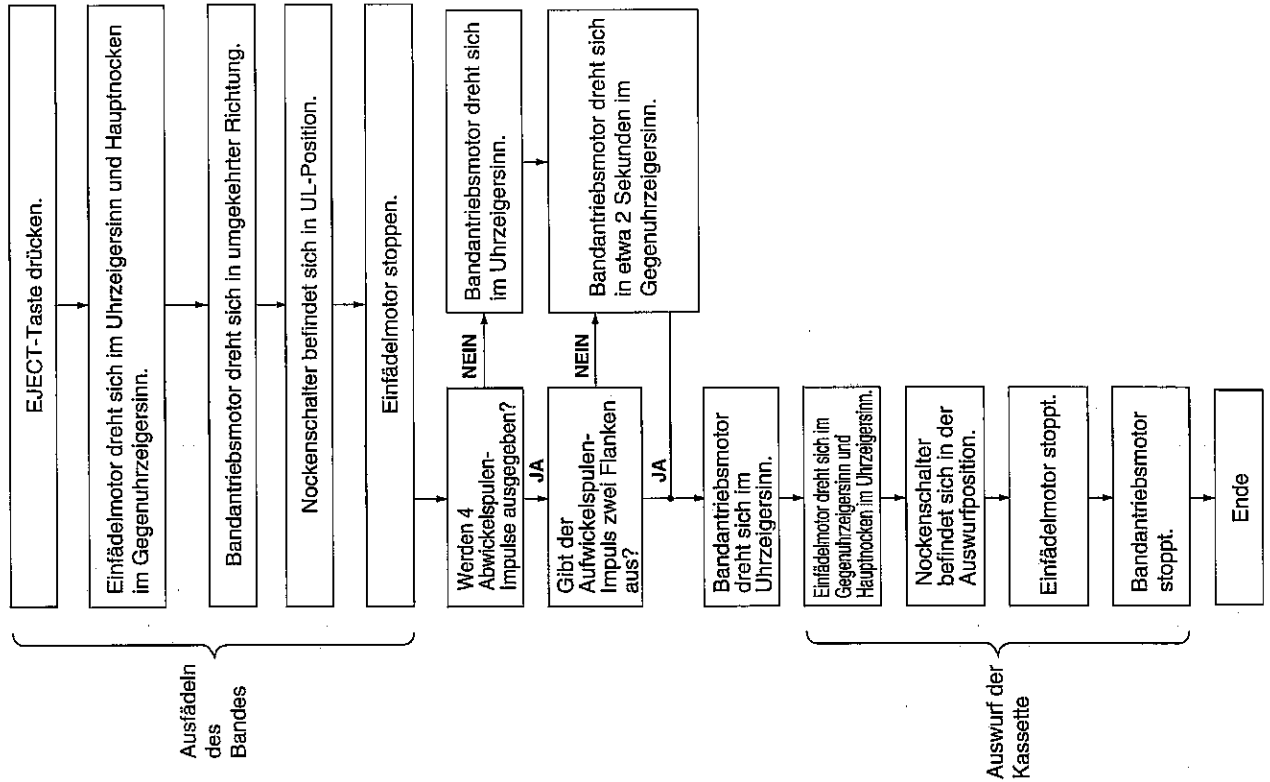 EJECT-Taste drücken.
Einfädelmotor dreht sich im Uhrzeigersinn und Hauptnocken
im Gegenuhrzeigersinn.
Bandantriebsmotor dreht sich in umgekehrter Richtung.
Nockenschalter befindet sich in UL-Position.
Einfädelmotor stoppen.
Ausfädeln
des
Bandes
Werden 4
Abwickelspulen-
Impulse ausgegeben?
NEIN
Bandantriebsmotor dreht sich
im Uhrzeigersinn.
JA
Gibt der
Aufwickelspulen-
Impuls zwei Flanken
aus?
NEIN
Bandantriebsmotor dreht sich
in etwa 2 Sekunden im
Gegenuhrzeigersinn.
JA
Bandantriebsmotor
dreht sich im
Uhrzeigersinn.
Einfädelmotor dreht sich im
Gegenuhrzeigersinn und
Hauptnocken im Uhrzeigersinn.
Nockenschalter
befindet sich in der
Auswurfposition.
Einfädelmotor stoppt.
Bandantriebsmotor
stoppt.
Auswurf der
Kassette
Ende